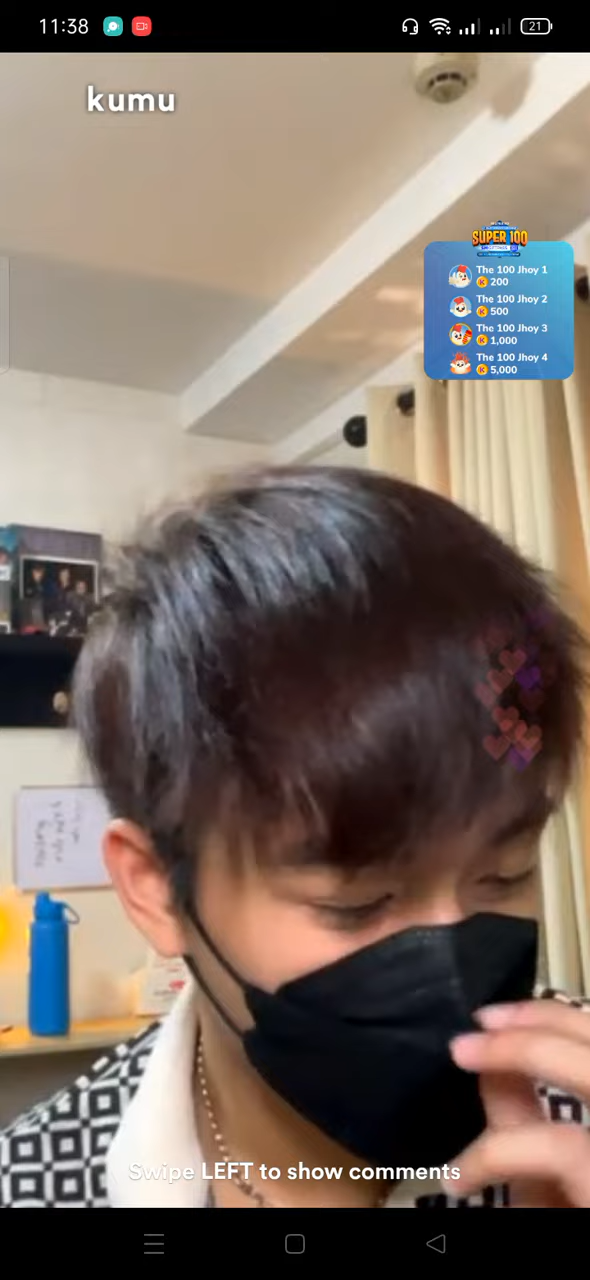 11:38
21
kumu
SUPER 100
The 100 Jhoy 1
200
The 100 Jhoy 2
500
The 100 Jhoy 3
1,000
The 100 Jhoy 4
5,000
Swipe LEFT to show comments